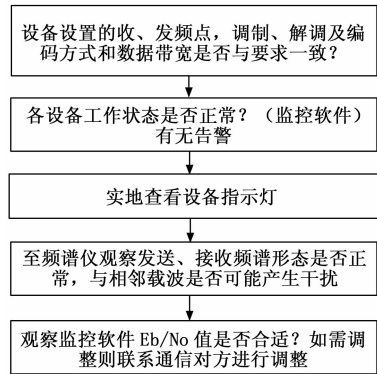 设备设置的收、发频点，调制、解调及编
码方式和数据带宽是否与要求一致？
各设备工作状态是否正常？（监控软件）
有无告警
实地查看设备指示灯
至频谱仪观察发送、接收频谱形态是否正
常，与相邻载波是否可能产生干扰
观察监控软件 Eb/No 值是否合适？如需
调整则联系通信对方进行调整